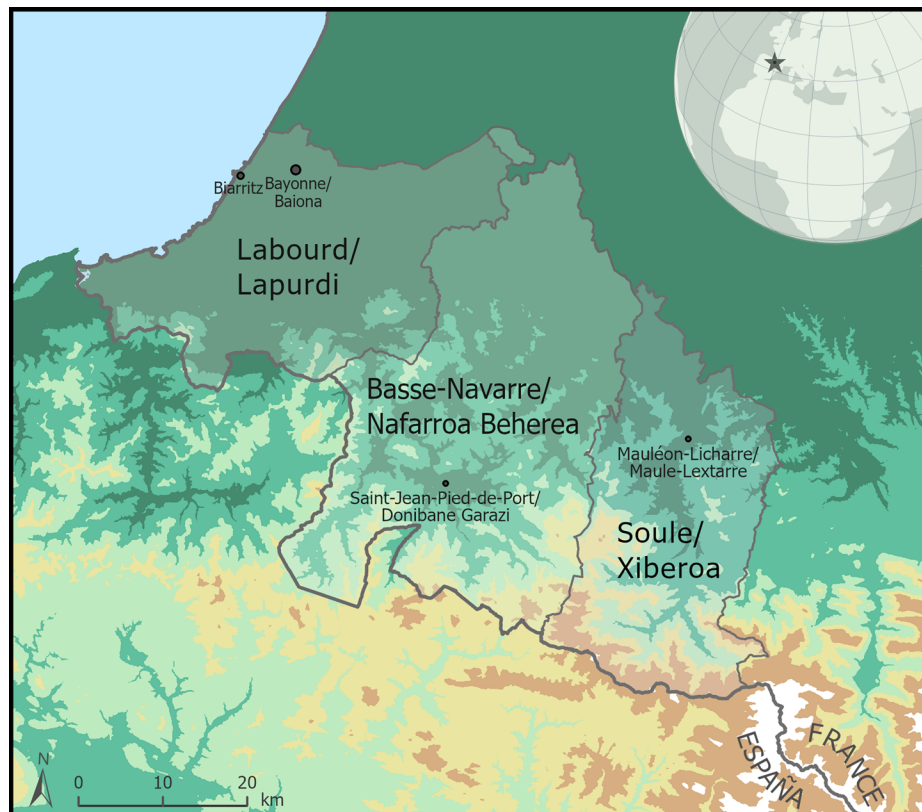 Biarritz
Bayonne/
Baiona
Labourd/
Lapurdi
Basse-Navarre/
Nafarroa Beherea
Mauléon-Licharre/
Maule-Lextarre
Saint-Jean-Pied-de-Port/
Donibane Garazi
Soule/
Xiberoa
FRANCE
ESPAÑA
N
0 10 20
km